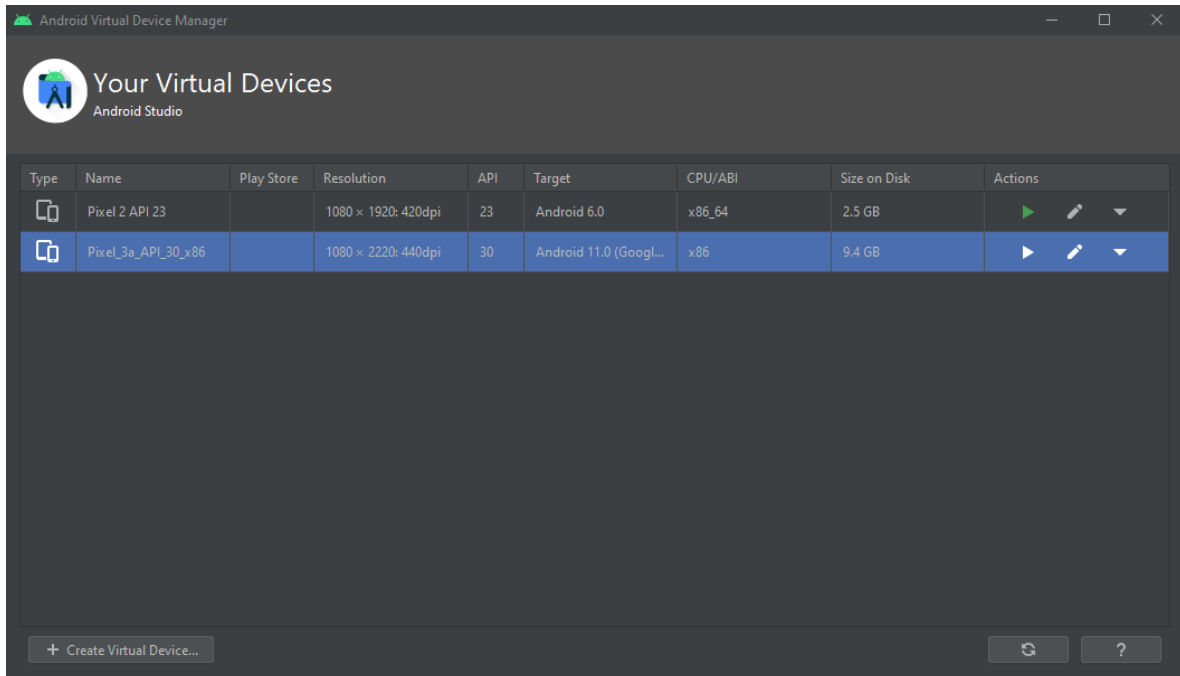 Android Virtual Device Manager
Your Virtual Devices
Android Studio
Type Name Play Store Resolution API Target CPU/ABI Size on Disk Actions
Pixel 2 API 23 1080 × 1920: 420dpi 23 Android 6.0 x86_64 2.5 GB
Pixel_3a_API_30_x86 1080 × 2220: 440dpi 30 Android 11.0 (Googl... x86 9.4 GB
+ Create Virtual Device... ?